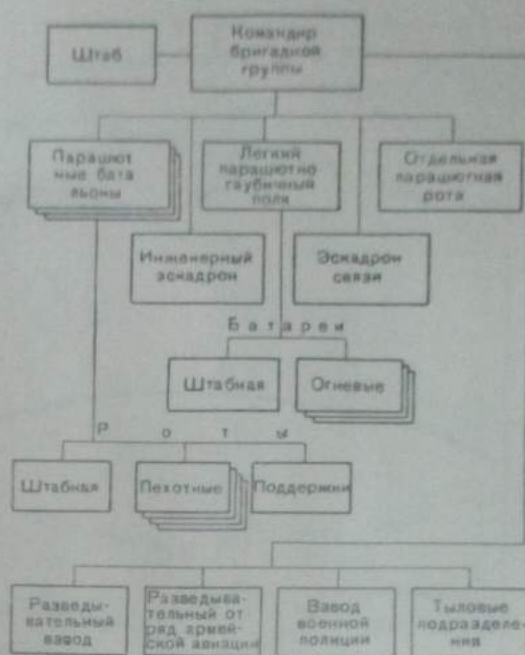 Командир
бригадной
группы
Штаб
Парашют
ные бата
льоны
Легкий
парашютно
гаубичный
полк
Отдельная
парашютная
рота
Инженерный
эскадрон
Эскадрон
связи
Батареи
Штабная
Огневые
Роты
Штабная
Пехотные
Поддержки
Разведы-
вательный
взвод
Разведыва-
тельный от
ряд армей-
ской авиации
Взвод
военной
полиции
Тыловые
подразделе-
ния